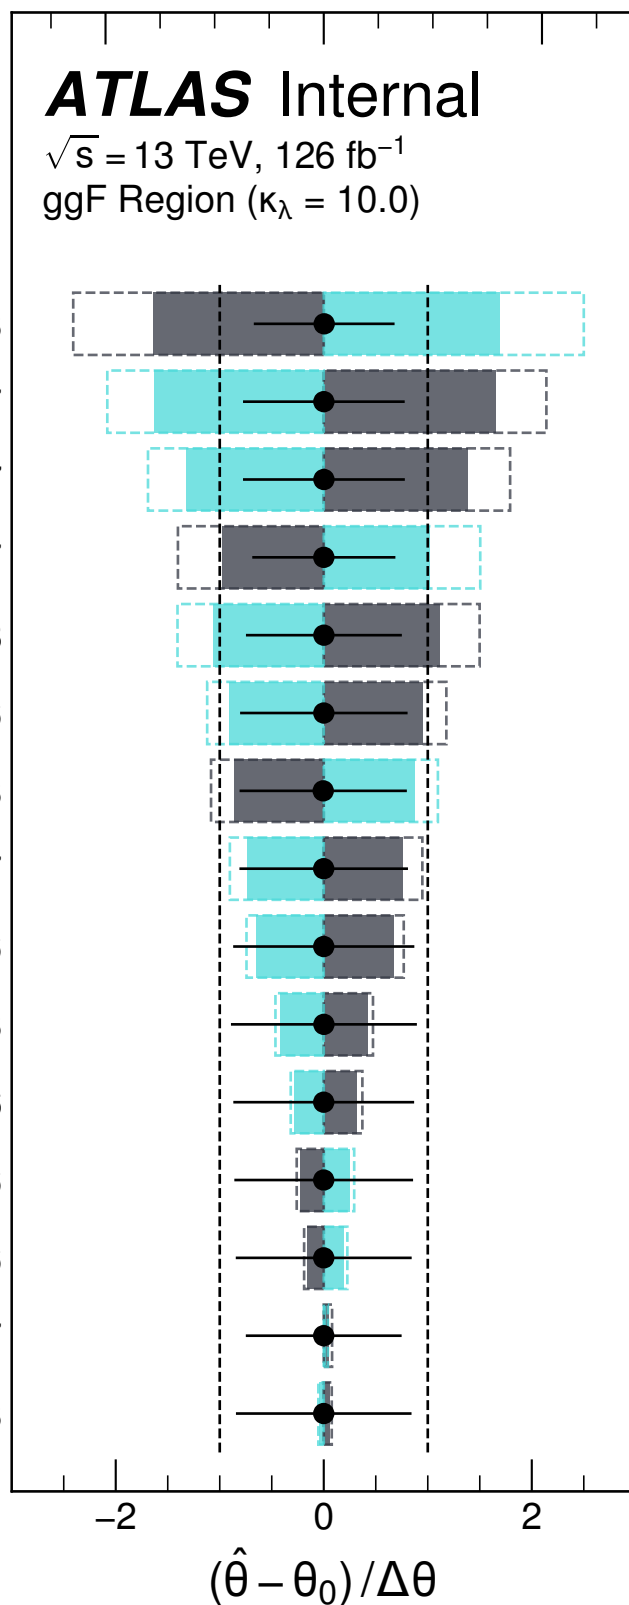 ATLAS Internal
√s = 13 TeV, 126 fb⁻¹
ggF Region (κλ = 10.0)
−2 0 2
(θ̂ − θ₀)/Δθ